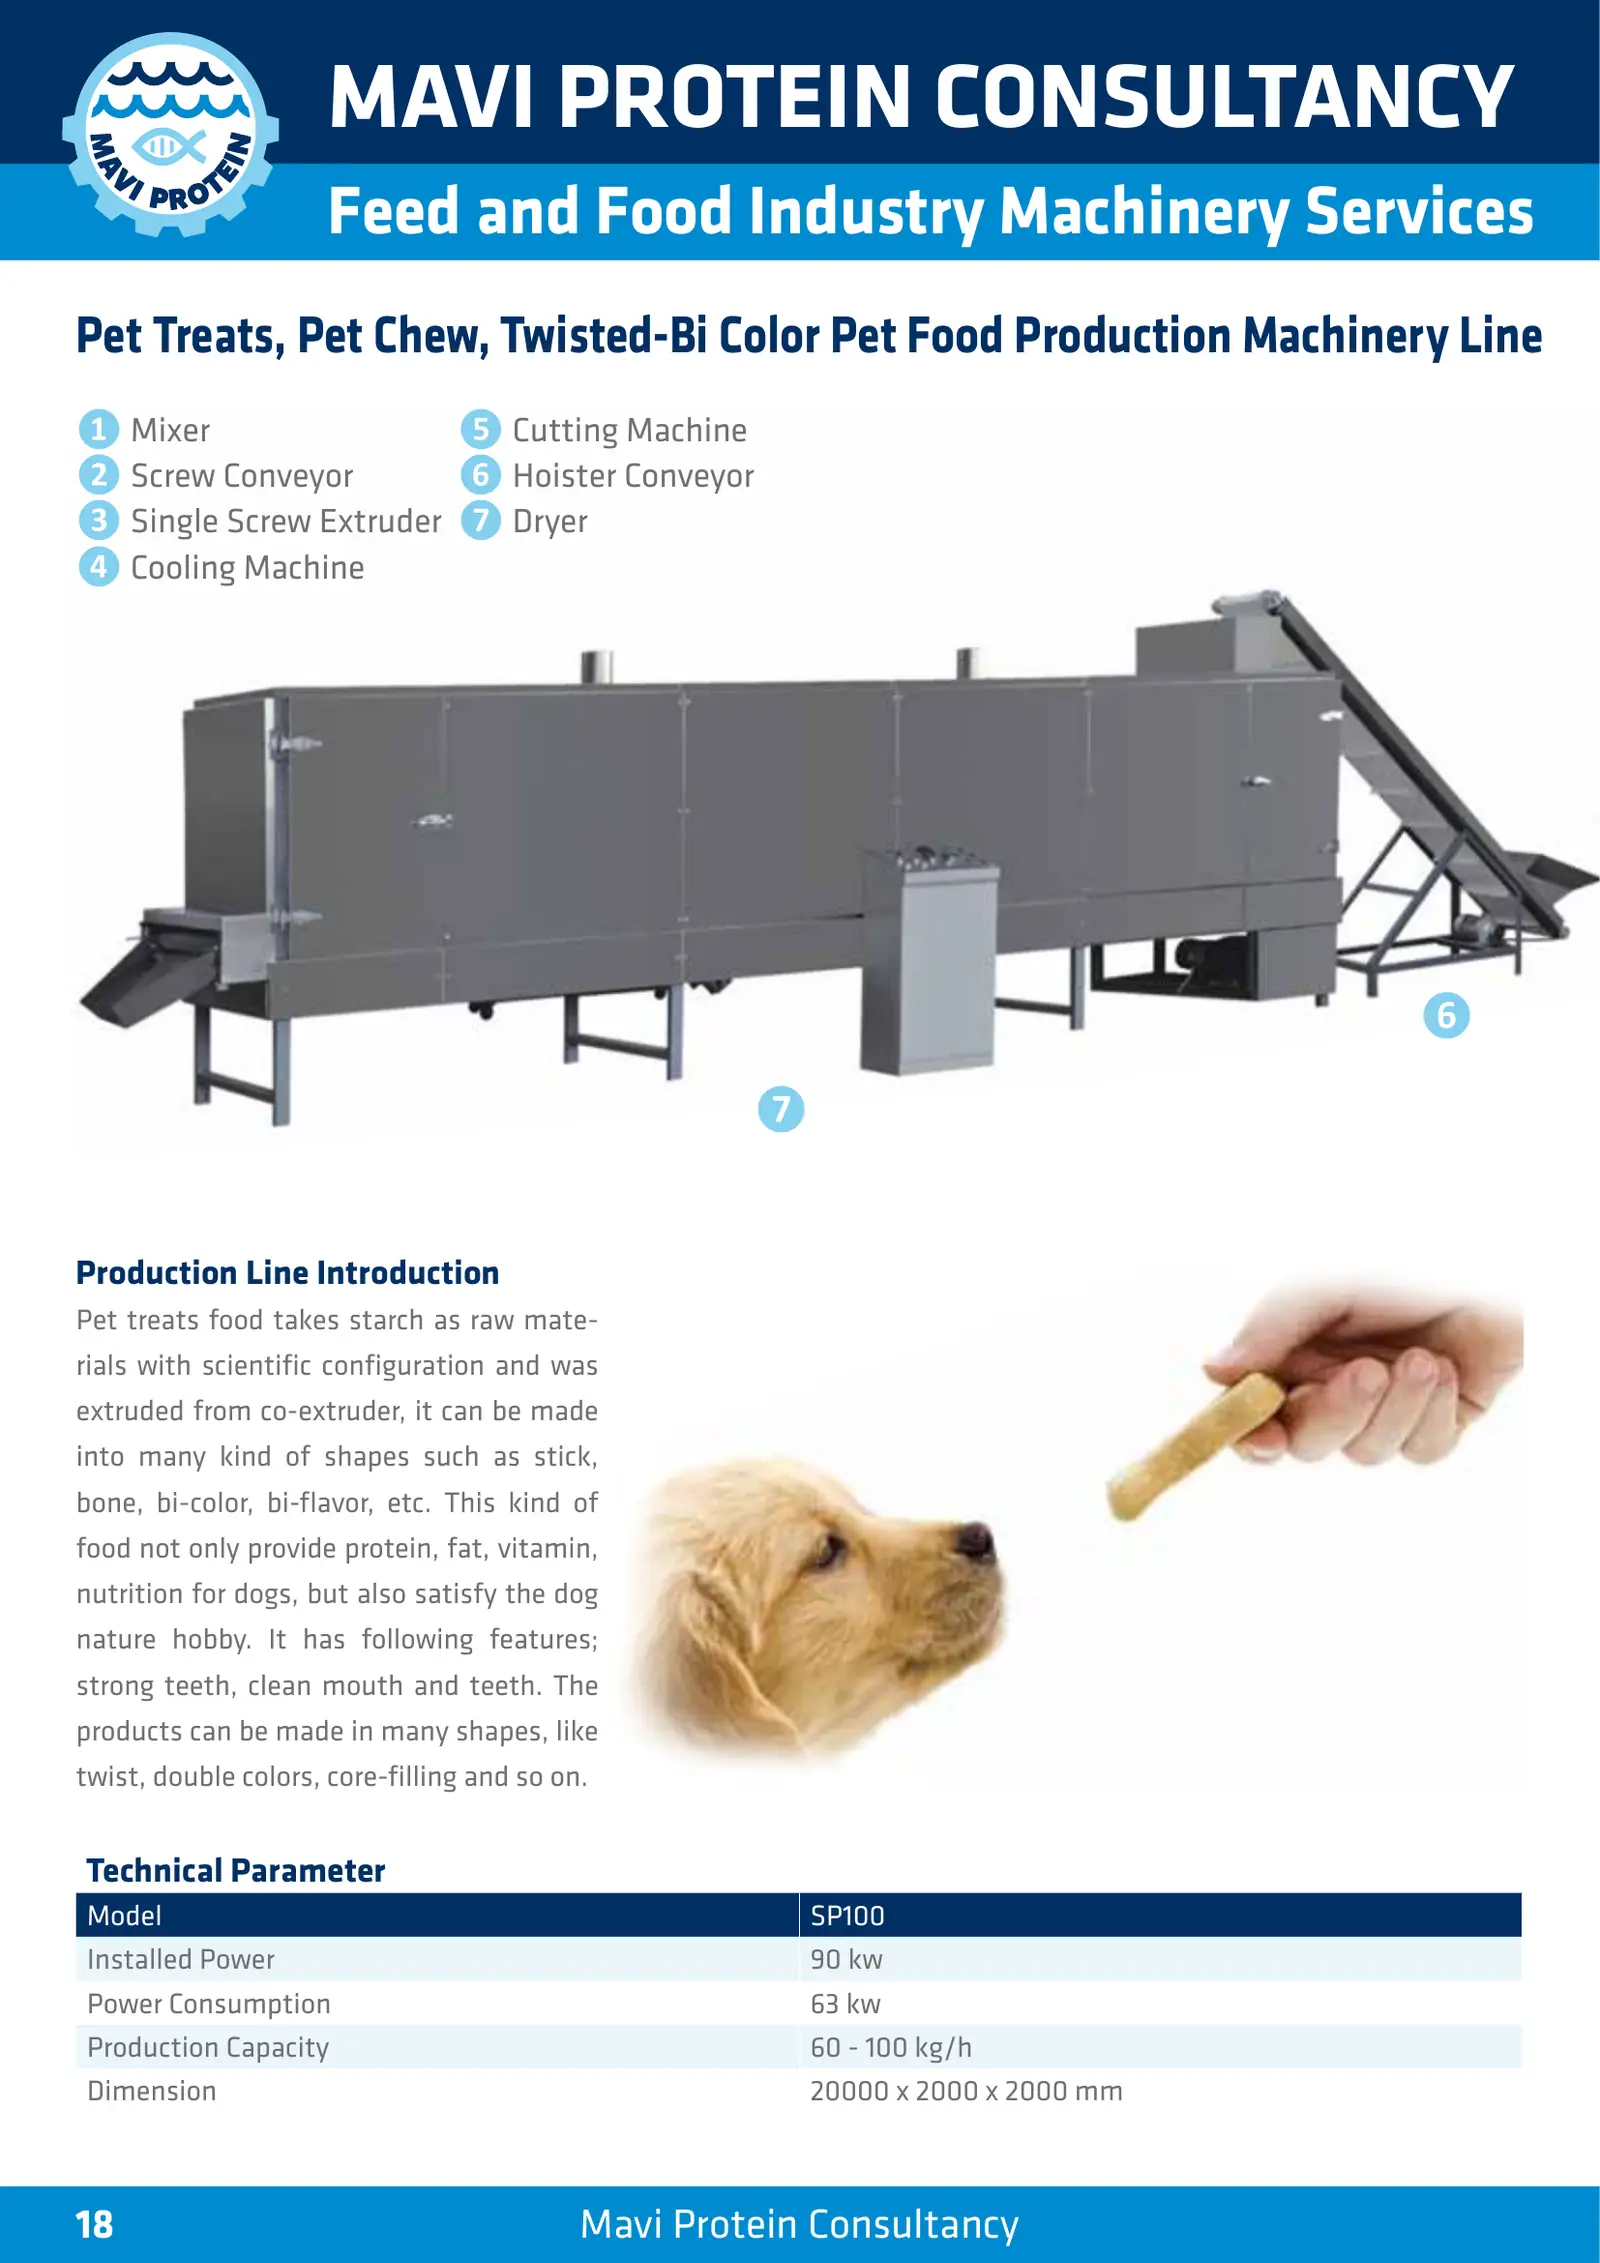 MAVI PROTEIN
MAVI PROTEIN CONSULTANCY
Feed and Food Industry Machinery Services
Pet Treats, Pet Chew, Twisted-Bi Color Pet Food Production Machinery Line
1 Mixer
2 Screw Conveyor
3 Single Screw Extruder
4 Cooling Machine
5 Cutting Machine
6 Hoister Conveyor
7 Dryer
6
7
Production Line Introduction
Pet treats food takes starch as raw mate-
rials with scientific configuration and was
extruded from co-extruder, it can be made
into many kind of shapes such as stick,
bone, bi-color, bi-flavor, etc. This kind of
food not only provide protein, fat, vitamin,
nutrition for dogs, but also satisfy the dog
nature hobby. It has following features;
strong teeth, clean mouth and teeth. The
products can be made in many shapes, like
twist, double colors, core-filling and so on.
Technical Parameter
Model SP100
Installed Power 90 kw
Power Consumption 63 kw
Production Capacity 60 - 100 kg/h
Dimension 20000 x 2000 x 2000 mm
18 Mavi Protein Consultancy